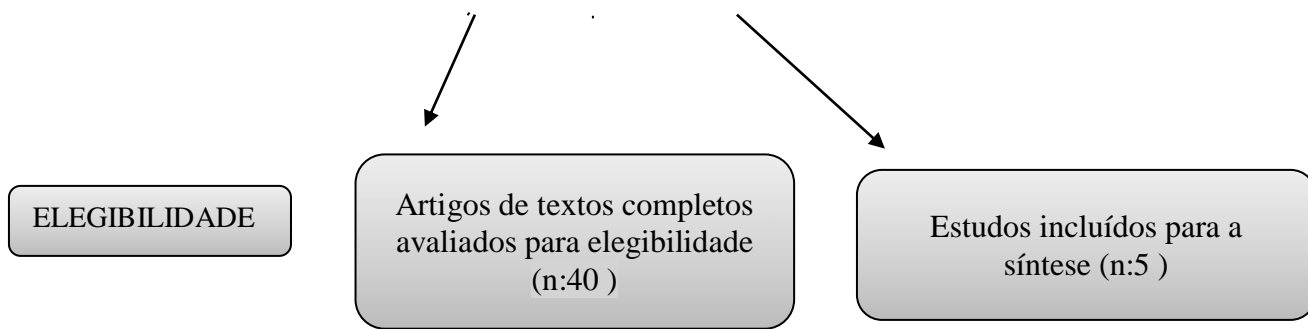 ELEGIBILIDADE
Artigos de textos completos
avaliados para elegibilidade
(n:40 )
Estudos incluídos para a
síntese (n:5 )